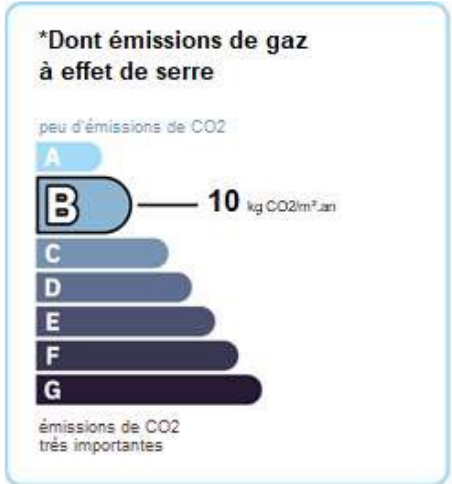 *Dont émissions de gaz
à effet de serre
peu d'émissions de CO2
A
B 10 kg CO2/m².an
C
D
E
F
G
émissions de CO2
trés importantes